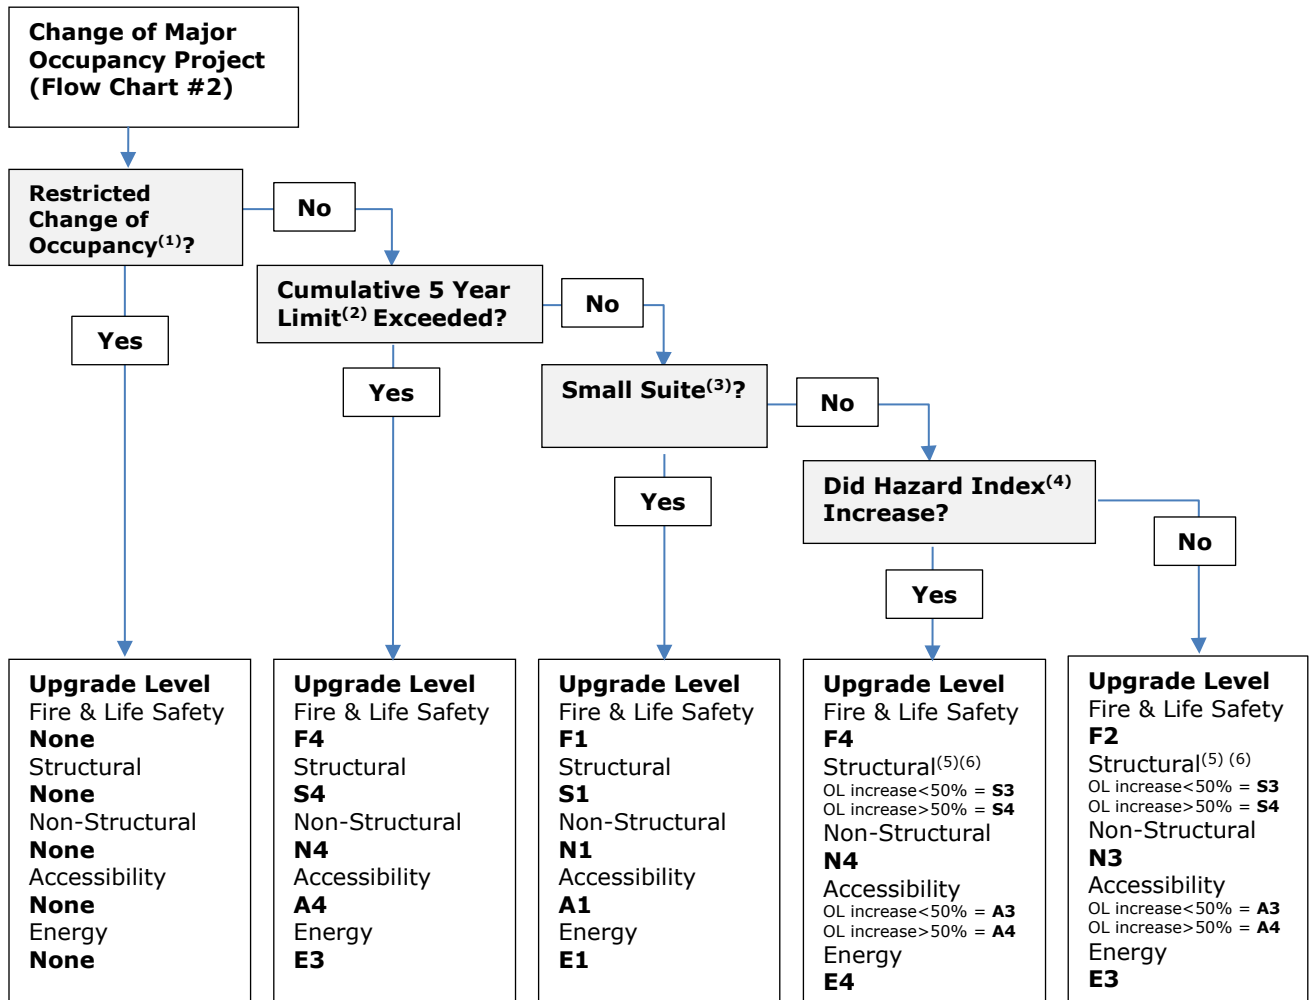 Change of Major
Occupancy Project
(Flow Chart #2)
Restricted
Change of
Occupancy(1)?
No
Yes
Cumulative 5 Year
Limit(2) Exceeded?
No
Yes
Small Suite(3)?
No
Yes
Did Hazard Index(4)
Increase?
No
Yes
Upgrade Level
Fire & Life Safety
None
Structural
None
Non-Structural
None
Accessibility
None
Energy
None
Upgrade Level
Fire & Life Safety
F4
Structural
S4
Non-Structural
N4
Accessibility
A4
Energy
E3
Upgrade Level
Fire & Life Safety
F1
Structural
S1
Non-Structural
N1
Accessibility
A1
Energy
E1
Upgrade Level
Fire & Life Safety
F4
Structural(5)(6)
OL increase<50% = S3
OL increase>50% = S4
Non-Structural
N4
Accessibility
OL increase<50% = A3
OL increase>50% = A4
Energy
E4
Upgrade Level
Fire & Life Safety
F2
Structural(5) (6)
OL increase<50% = S3
OL increase>50% = S4
Non-Structural
N3
Accessibility
OL increase<50% = A3
OL increase>50% = A4
Energy
E3